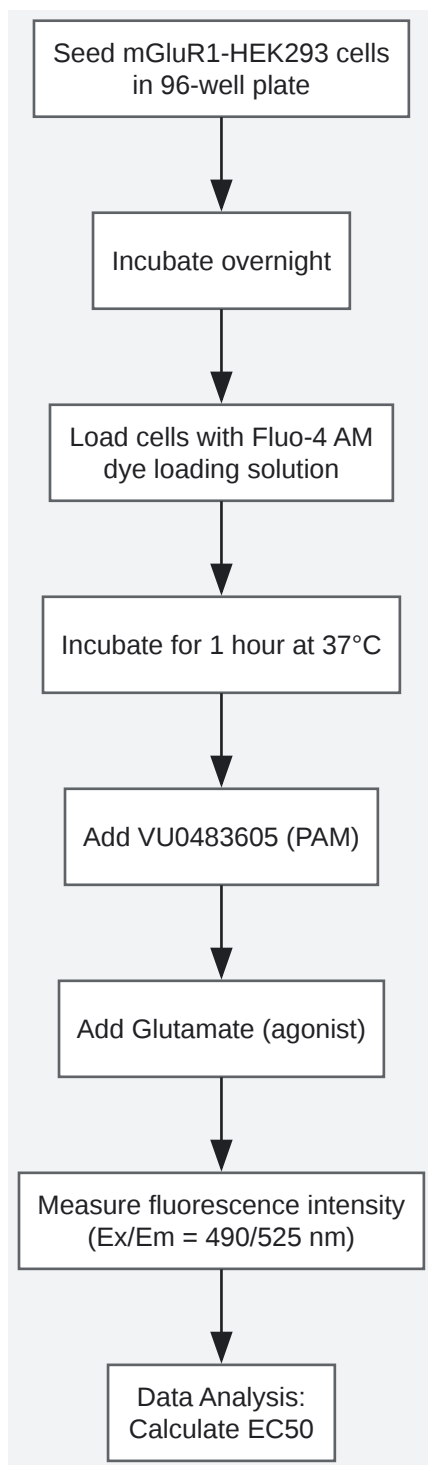 Seed mGluR1-HEK293 cells
in 96-well plate
Incubate overnight
Load cells with Fluo-4 AM
dye loading solution
Incubate for 1 hour at 37°C
Add VU0483605 (PAM)
Add Glutamate (agonist)
Measure fluorescence intensity
(Ex/Em = 490/525 nm)
Data Analysis:
Calculate EC50